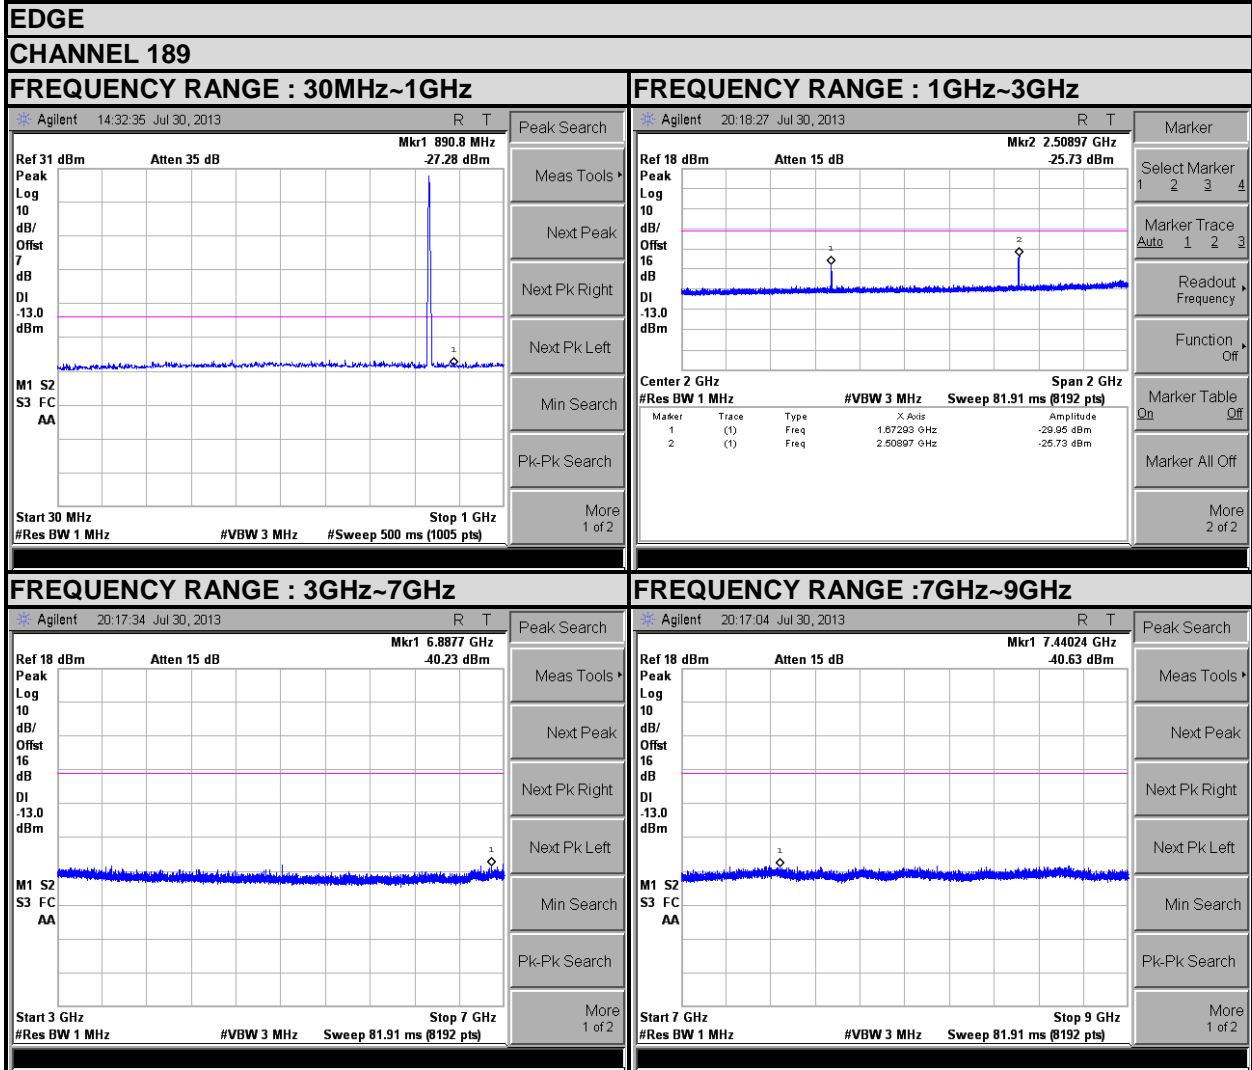 EDGE
CHANNEL 189
FREQUENCY RANGE : 30MHz~1GHz
Agilent 14:32:35 Jul 30, 2013 R T
Peak Search
Mkr1 890.8 MHz
Ref 31 dBm Atten 35 dB -27.28 dBm
Peak
Log
10
dB/
Offst
7
dB
DI
-13.0
dBm
M1 S2
S3 FC
AA
1
Start 30 MHz Stop 1 GHz
#Res BW 1 MHz #VBW 3 MHz #Sweep 500 ms (1005 pts)
Meas Tools
Next Peak
Next Pk Right
Next Pk Left
Min Search
Pk-Pk Search
More
1 of 2
FREQUENCY RANGE : 1GHz~3GHz
Agilent 20:18:27 Jul 30, 2013 R T
Marker
Mkr2 2.50897 GHz
Ref 18 dBm Atten 15 dB -25.73 dBm
Peak
Log
10
dB/
Offst
16
dB
DI
-13.0
dBm
1
2
Center 2 GHz Span 2 GHz
#Res BW 1 MHz #VBW 3 MHz Sweep 81.91 ms (8192 pts)
Marker Trace Type X Axis Amplitude
1 (1) Freq 1.67293 GHz -29.95 dBm
2 (1) Freq 2.50897 GHz -25.73 dBm
Select Marker
1 2 3 4
Marker Trace
Auto 1 2 3
Readout
Frequency
Function
Off
Marker Table
On Off
Marker All Off
More
2 of 2
FREQUENCY RANGE : 3GHz~7GHz
Agilent 20:17:34 Jul 30, 2013 R T
Peak Search
Mkr1 6.8877 GHz
Ref 18 dBm Atten 15 dB -40.23 dBm
Peak
Log
10
dB/
Offst
16
dB
DI
-13.0
dBm
M1 S2
S3 FC
AA
1
Start 3 GHz Stop 7 GHz
#Res BW 1 MHz #VBW 3 MHz Sweep 81.91 ms (8192 pts)
Meas Tools
Next Peak
Next Pk Right
Next Pk Left
Min Search
Pk-Pk Search
More
1 of 2
FREQUENCY RANGE :7GHz~9GHz
Agilent 20:17:04 Jul 30, 2013 R T
Peak Search
Mkr1 7.44024 GHz
Ref 18 dBm Atten 15 dB -40.63 dBm
Peak
Log
10
dB/
Offst
16
dB
DI
-13.0
dBm
M1 S2
S3 FC
AA
1
Start 7 GHz Stop 9 GHz
#Res BW 1 MHz #VBW 3 MHz Sweep 81.91 ms (8192 pts)
Meas Tools
Next Peak
Next Pk Right
Next Pk Left
Min Search
Pk-Pk Search
More
1 of 2